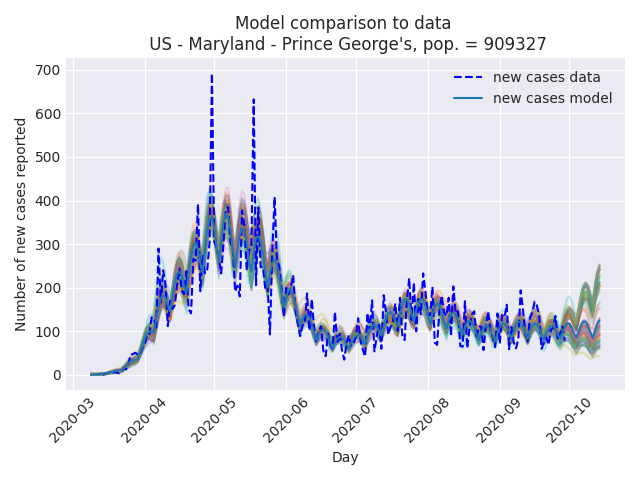 Model comparison to data
US - Maryland - Prince George's, pop. = 909327
new cases data
new cases model
Number of new cases reported
700
600
500
400
300
200
100
0
2020-03
2020-04
2020-05
2020-06
2020-07
2020-08
2020-09
2020-10
Day